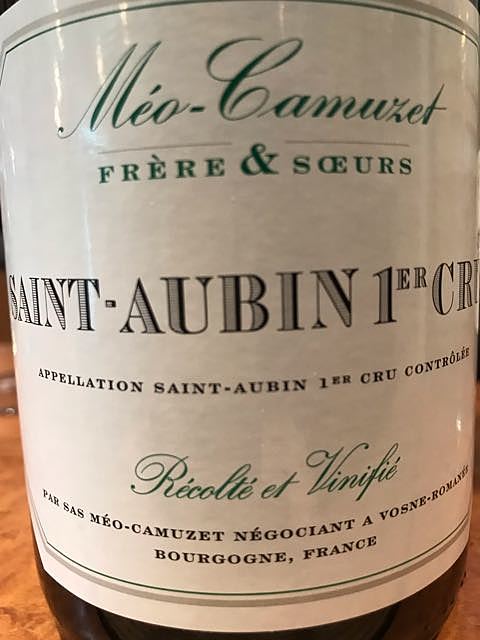 Méo-Camuzet
FRÈRE & SŒURS
SAINT-AUBIN 1ER CRU
APPELLATION SAINT-AUBIN 1ER CRU CONTRÔLÉE
Récolté et Vinifié
PAR SAS MÉO-CAMUZET NÉGOCIANT A VOSNE-ROMANÉE
BOURGOGNE, FRANCE